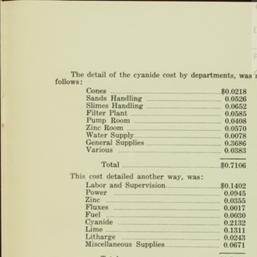 The detail of the cyanide cost by departments, was
follows:
Cones $0.0218
Sands Handling 0.0526
Slimes Handling 0.0652
Filter Plant 0.0585
Pump Room 0.0408
Zinc Room 0.0570
Water Supply 0.0078
General Supplies 0.3686
Various 0.0383
Total $0.7106
This cost detailed another way, was:
Labor and Supervision $0.1402
Power 0.0945
Zinc 0.0355
Fluxes 0.0017
Fuel 0.0030
Cyanide 0.2132
Lime 0.1311
Litharge 0.0243
Miscellaneous Supplies 0.0671